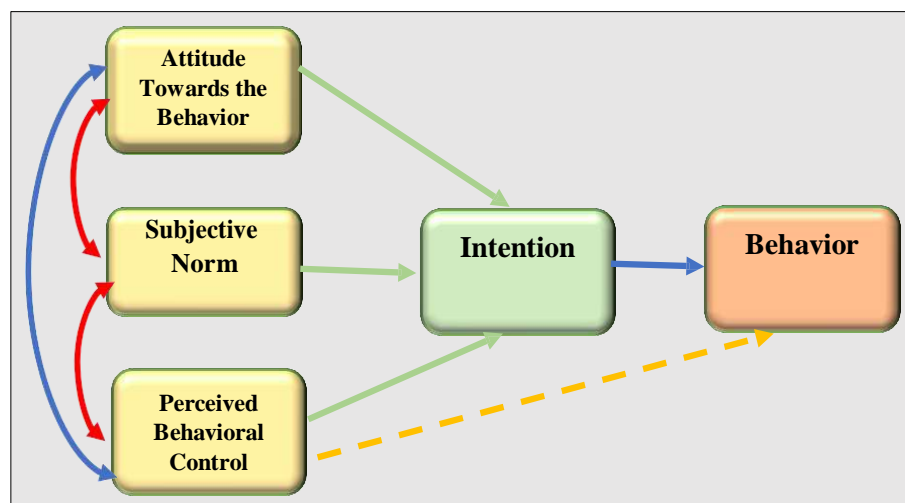 Attitude
Towards the
Behavior
Subjective
Norm
Intention
Behavior
Perceived
Behavioral
Control